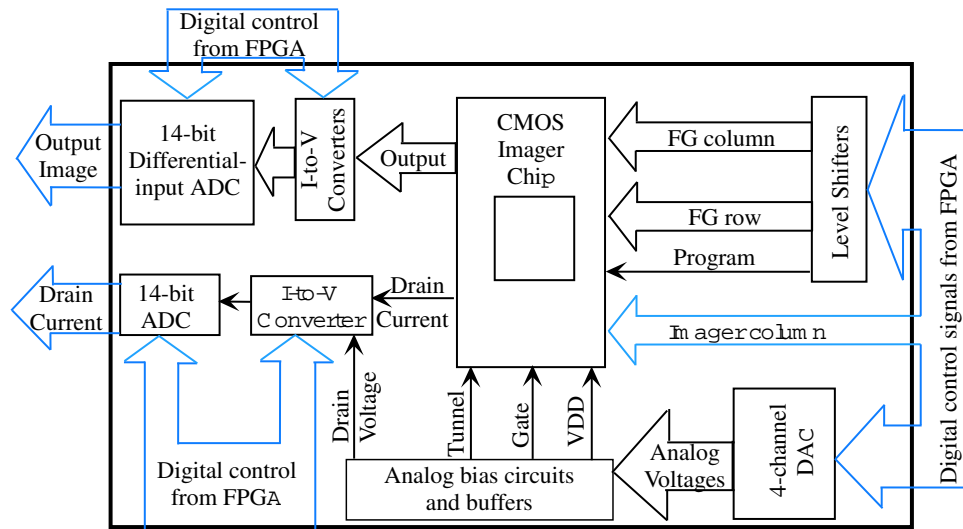 Digital control
from FPGA
Output
Image
14-bit
Differential-
input ADC
I-to-V
Converters
Output
CMOS
Imager
Chip
FG column
FG row
Program
Level Shifters
Digital control signals from FPGA
Drain
Current
14-bit
ADC
I-to-V
Converter
Drain
Current
Imager column
Drain
Voltage
Tunnel
Gate
VDD
Digital control
from FPGA
Analog bias circuits
and buffers
Analog
Voltages
4-channel
DAC